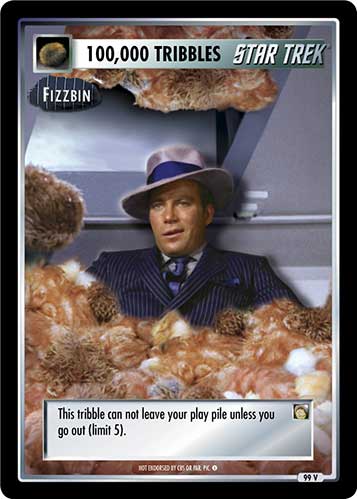 100,000 TRIBBLES STAR TREK
FIZZBIN
This tribble can not leave your play pile unless you
go out (limit 5).
NOT ENDORSED BY CBS OR PAR. PIC.
99 V